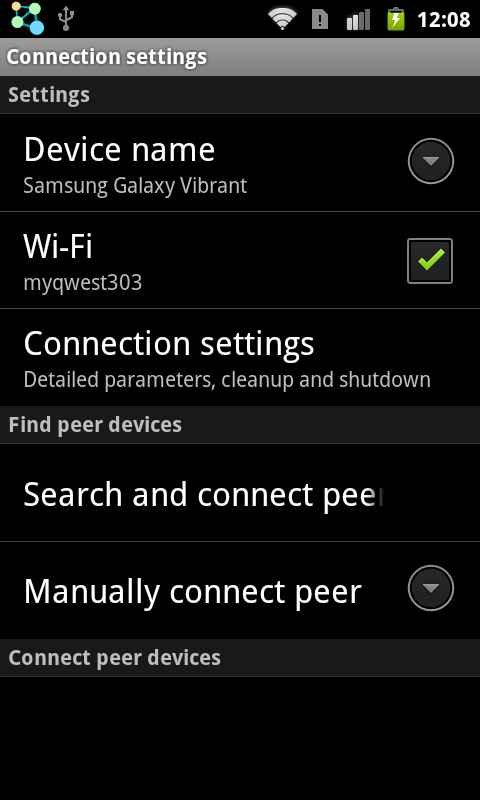 12:08
Connection settings
Settings
Device name
Samsung Galaxy Vibrant
Wi-Fi
myqwest303
Connection settings
Detailed parameters, cleanup and shutdown
Find peer devices
Search and connect peer
Manually connect peer
Connect peer devices